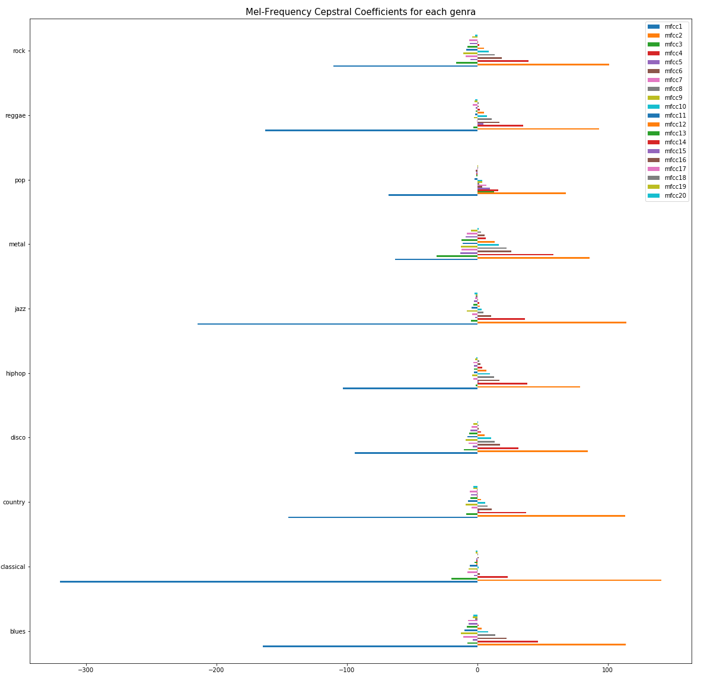 Mel-Frequency Cepstral Coefficients for each genra
rock
reggae
pop
metal
jazz
hiphop
disco
country
classical
blues
mfcc1
mfcc2
mfcc3
mfcc4
mfcc5
mfcc6
mfcc7
mfcc8
mfcc9
mfcc10
mfcc11
mfcc12
mfcc13
mfcc14
mfcc15
mfcc16
mfcc17
mfcc18
mfcc19
mfcc20
−300
−200
−100
0
100